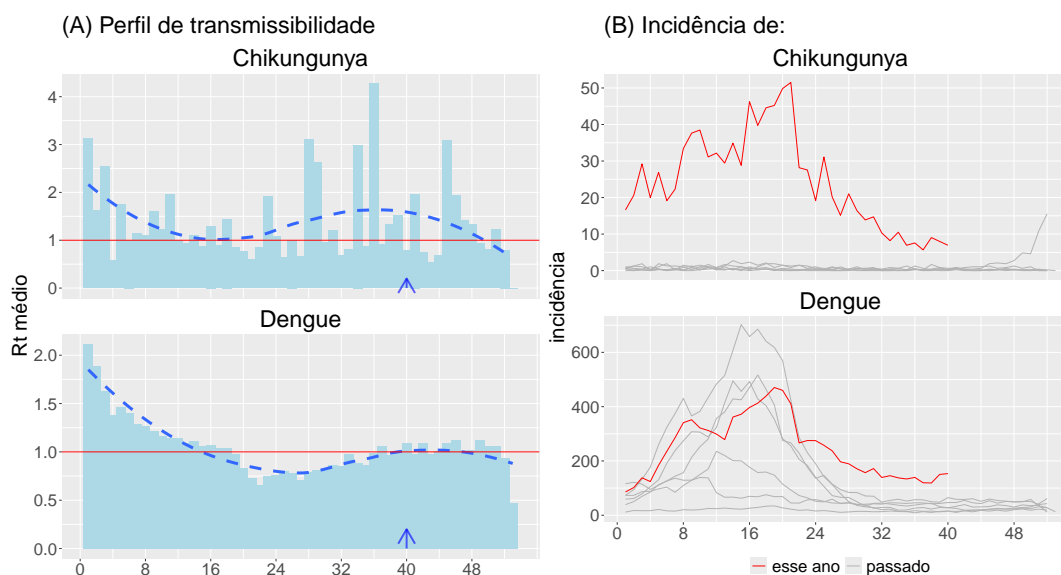 (A) Perfil de transmissibilidade
Chikungunya
4
3
2
1
0
Dengue
2.0
1.5
1.0
0.5
0.0
0 8 16 24 32 40 48
Rt médio
(B) Incidência de:
Chikungunya
50
40
30
20
10
0
Dengue
600
400
200
0
0 8 16 24 32 40 48
incidência
esse ano passado